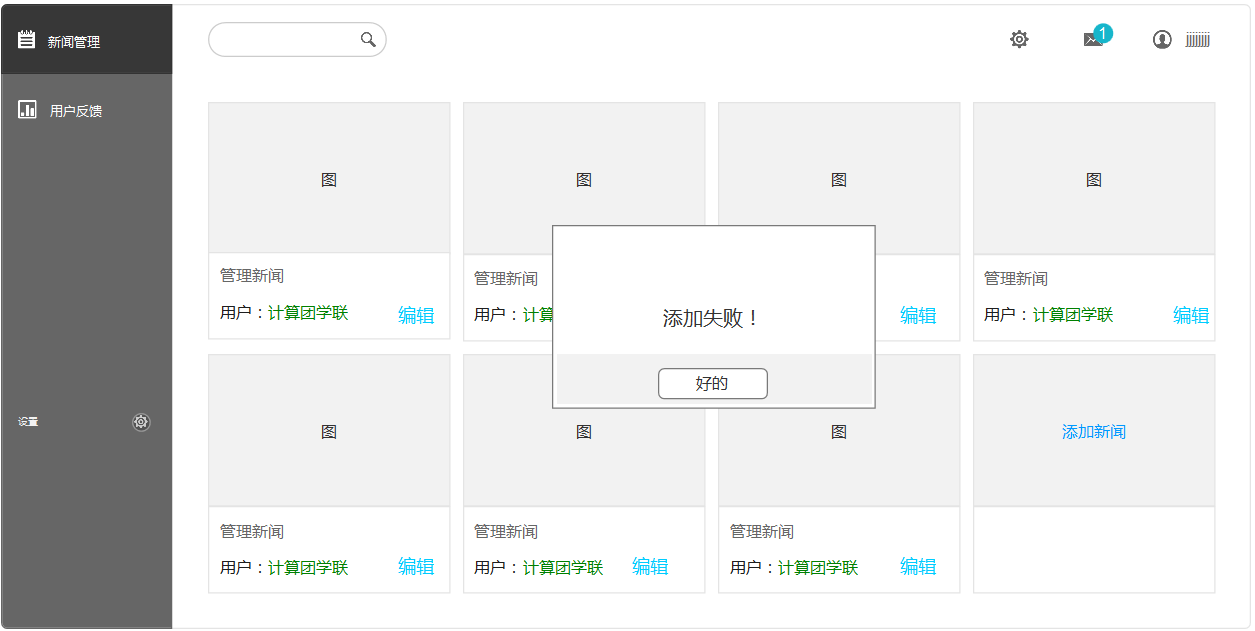 新闻管理
用户反馈
设置
1
jjjjjjj
图
图
图
图
管理新闻
用户：计算团学联
编辑
管理新闻
用户：计算
编辑
管理新闻
用户：计算团学联
编辑
添加失败！
好的
图
图
图
添加新闻
管理新闻
用户：计算团学联
编辑
管理新闻
用户：计算团学联
编辑
管理新闻
用户：计算团学联
编辑